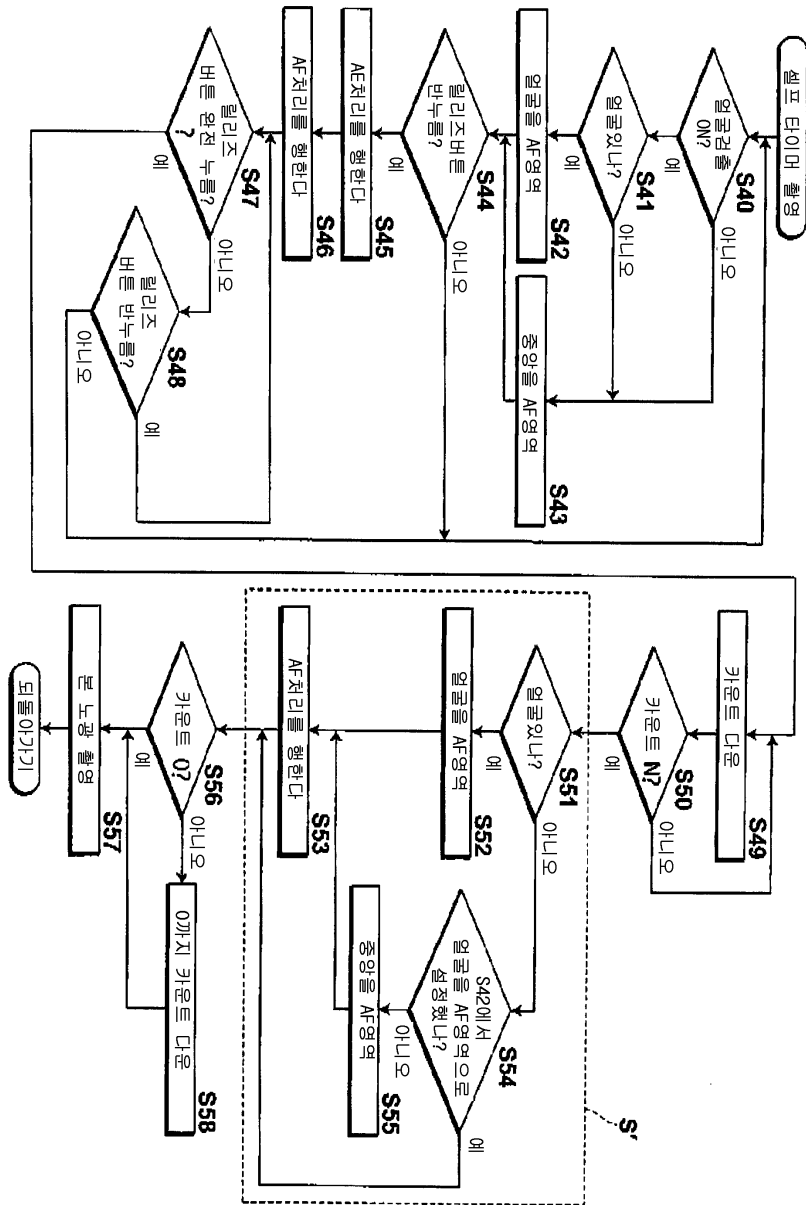 셀프 타이머 촬영
얼굴검출
ON?
S40
예
아니오
얼굴있나?
S41
예
아니오
얼굴을 AF영역
S42
중앙을 AF영역
S43
릴리즈버튼
반누름?
S44
예
아니오
AE처리를 행한다
S45
AF처리를 행한다
S46
릴리즈
버튼 완전 누름?
?
S47
예
아니오
릴리즈
버튼 반누름?
S48
예
아니오
카운트 다운
S49
카운트 N?
S50
예
아니오
얼굴있나?
S51
예
아니오
얼굴을 AF영역
S52
AF처리를 행한다
S53
S42에서
얼굴을 AF영역으로
설정했나?
S54
예
아니오
중앙을 AF영역
S55
S'
카운트 0?
S56
예
아니오
본 노광 촬영
S57
0까지 카운트 다운
S58
되돌아가기